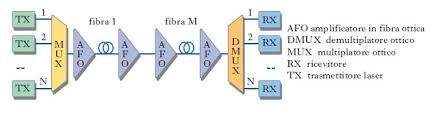 fibra 1
fibra M
TX 1
TX 2
--
TX N
MUX
AFO
AFO
AFO
AFO
DMUX
1 RX
2 RX
--
N RX
AFO amplificatore in fibra ottica
DMUX demultiplatore ottico
MUX multiplatore ottico
RX ricevitore
TX trasmettitore laser